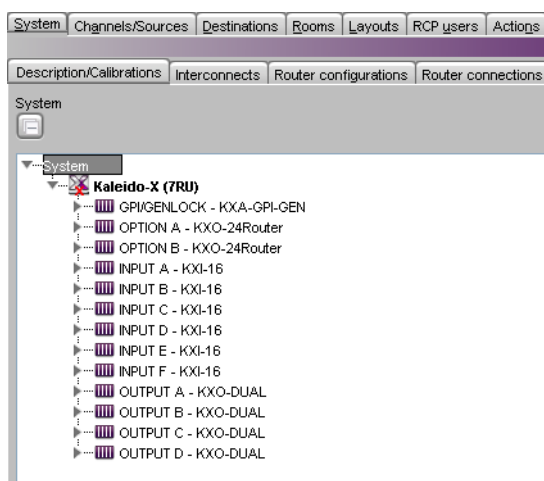 System Channels/Sources Destinations Rooms Layouts RCP users Actions
Description/Calibrations Interconnects Router configurations Router connections
System
System
Kaleido-X (7RU)
GPI/GENLOCK - KXA-GPI-GEN
OPTION A - KXO-24Router
OPTION B - KXO-24Router
INPUT A - KXI-16
INPUT B - KXI-16
INPUT C - KXI-16
INPUT D - KXI-16
INPUT E - KXI-16
INPUT F - KXI-16
OUTPUT A - KXO-DUAL
OUTPUT B - KXO-DUAL
OUTPUT C - KXO-DUAL
OUTPUT D - KXO-DUAL